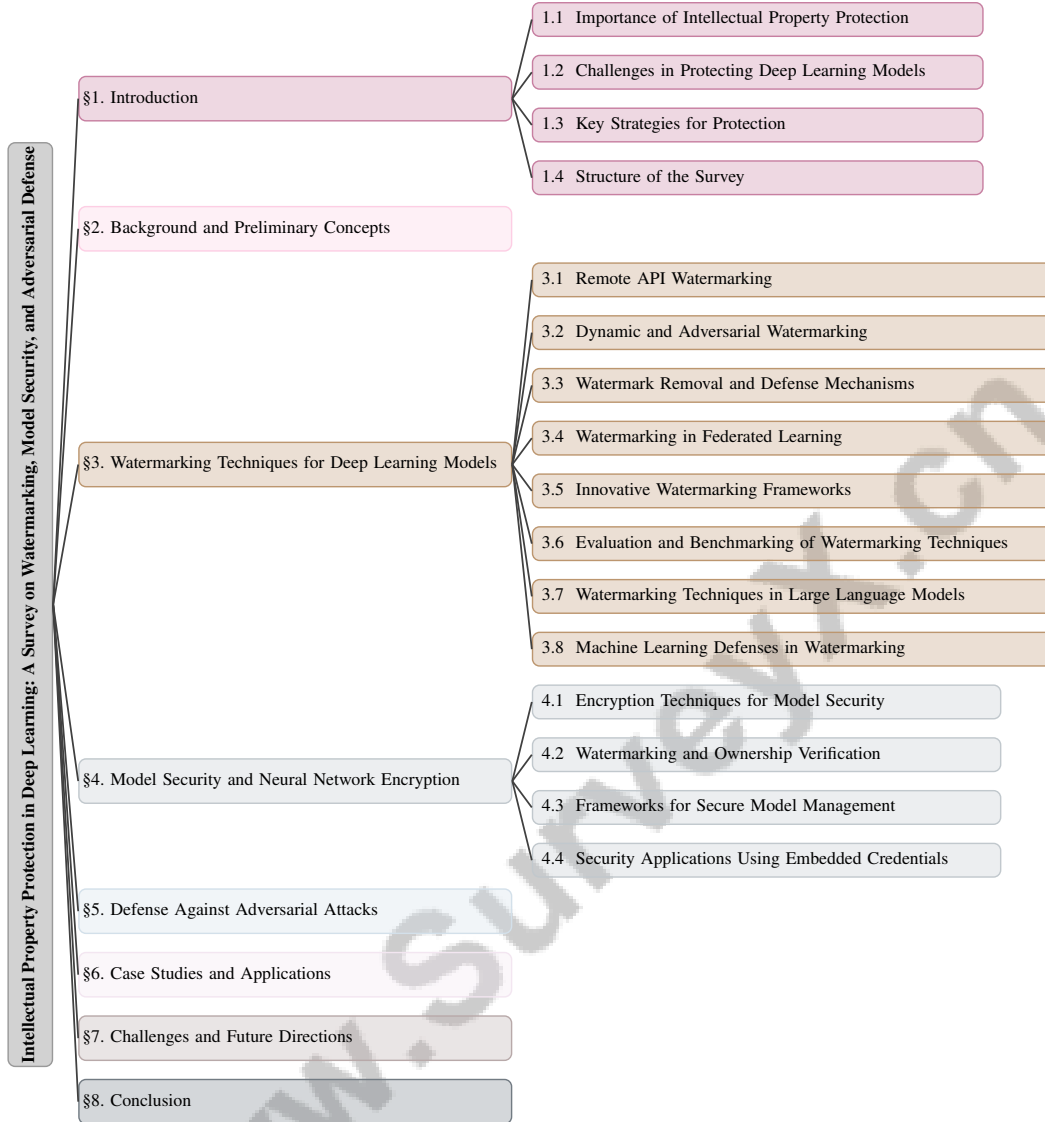 Intellectual Property Protection in Deep Learning: A Survey on Watermarking, Model Security, and Adversarial Defense
§1. Introduction
1.1 Importance of Intellectual Property Protection
1.2 Challenges in Protecting Deep Learning Models
1.3 Key Strategies for Protection
1.4 Structure of the Survey
§2. Background and Preliminary Concepts
§3. Watermarking Techniques for Deep Learning Models
3.1 Remote API Watermarking
3.2 Dynamic and Adversarial Watermarking
3.3 Watermark Removal and Defense Mechanisms
3.4 Watermarking in Federated Learning
3.5 Innovative Watermarking Frameworks
3.6 Evaluation and Benchmarking of Watermarking Techniques
3.7 Watermarking Techniques in Large Language Models
3.8 Machine Learning Defenses in Watermarking
§4. Model Security and Neural Network Encryption
4.1 Encryption Techniques for Model Security
4.2 Watermarking and Ownership Verification
4.3 Frameworks for Secure Model Management
4.4 Security Applications Using Embedded Credentials
§5. Defense Against Adversarial Attacks
§6. Case Studies and Applications
§7. Challenges and Future Directions
§8. Conclusion
w.SurveyX.cn